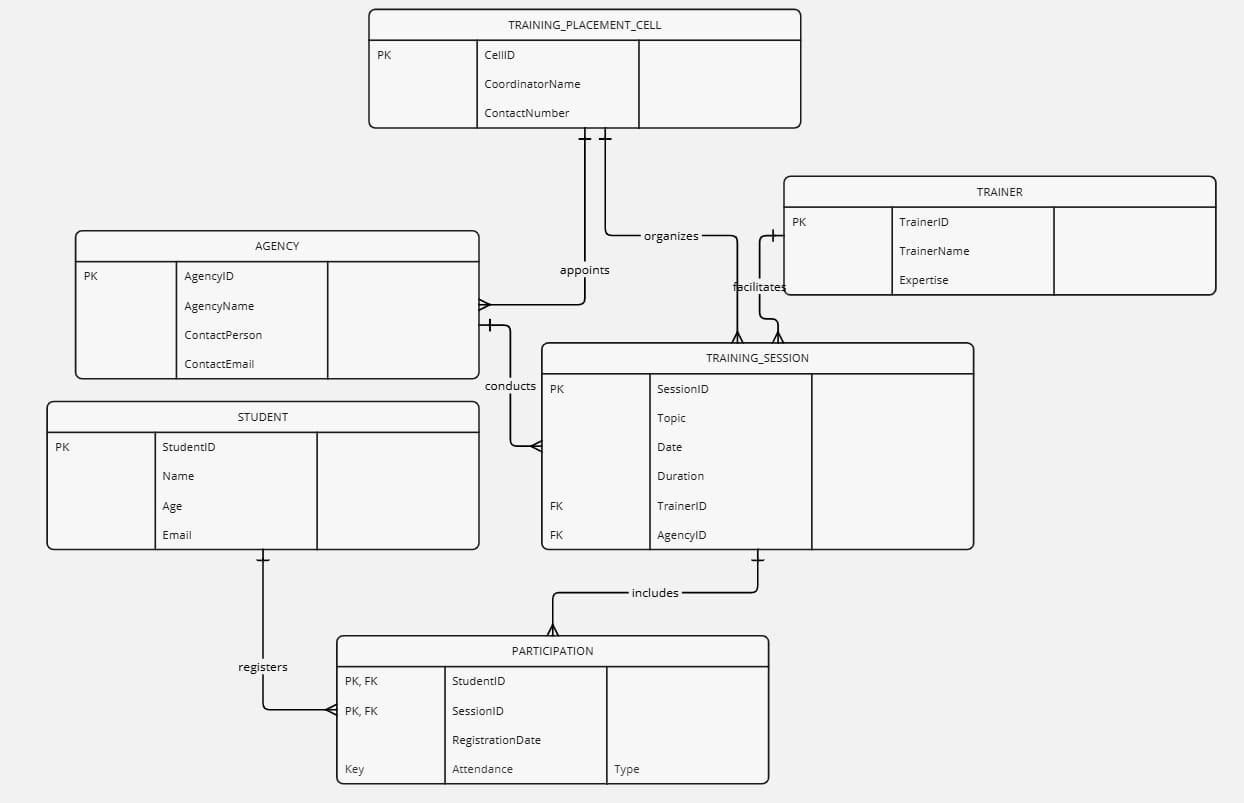 TRAINING_PLACEMENT_CELL
PK CellID
CoordinatorName
ContactNumber
TRAINER
PK TrainerID
TrainerName
Expertise
organizes
appoints
facilitates
AGENCY
PK AgencyID
AgencyName
ContactPerson
ContactEmail
conducts
TRAINING_SESSION
PK SessionID
Topic
Date
Duration
FK TrainerID
FK AgencyID
STUDENT
PK StudentID
Name
Age
Email
includes
registers
PARTICIPATION
PK, FK StudentID
PK, FK SessionID
RegistrationDate
Key Attendance Type